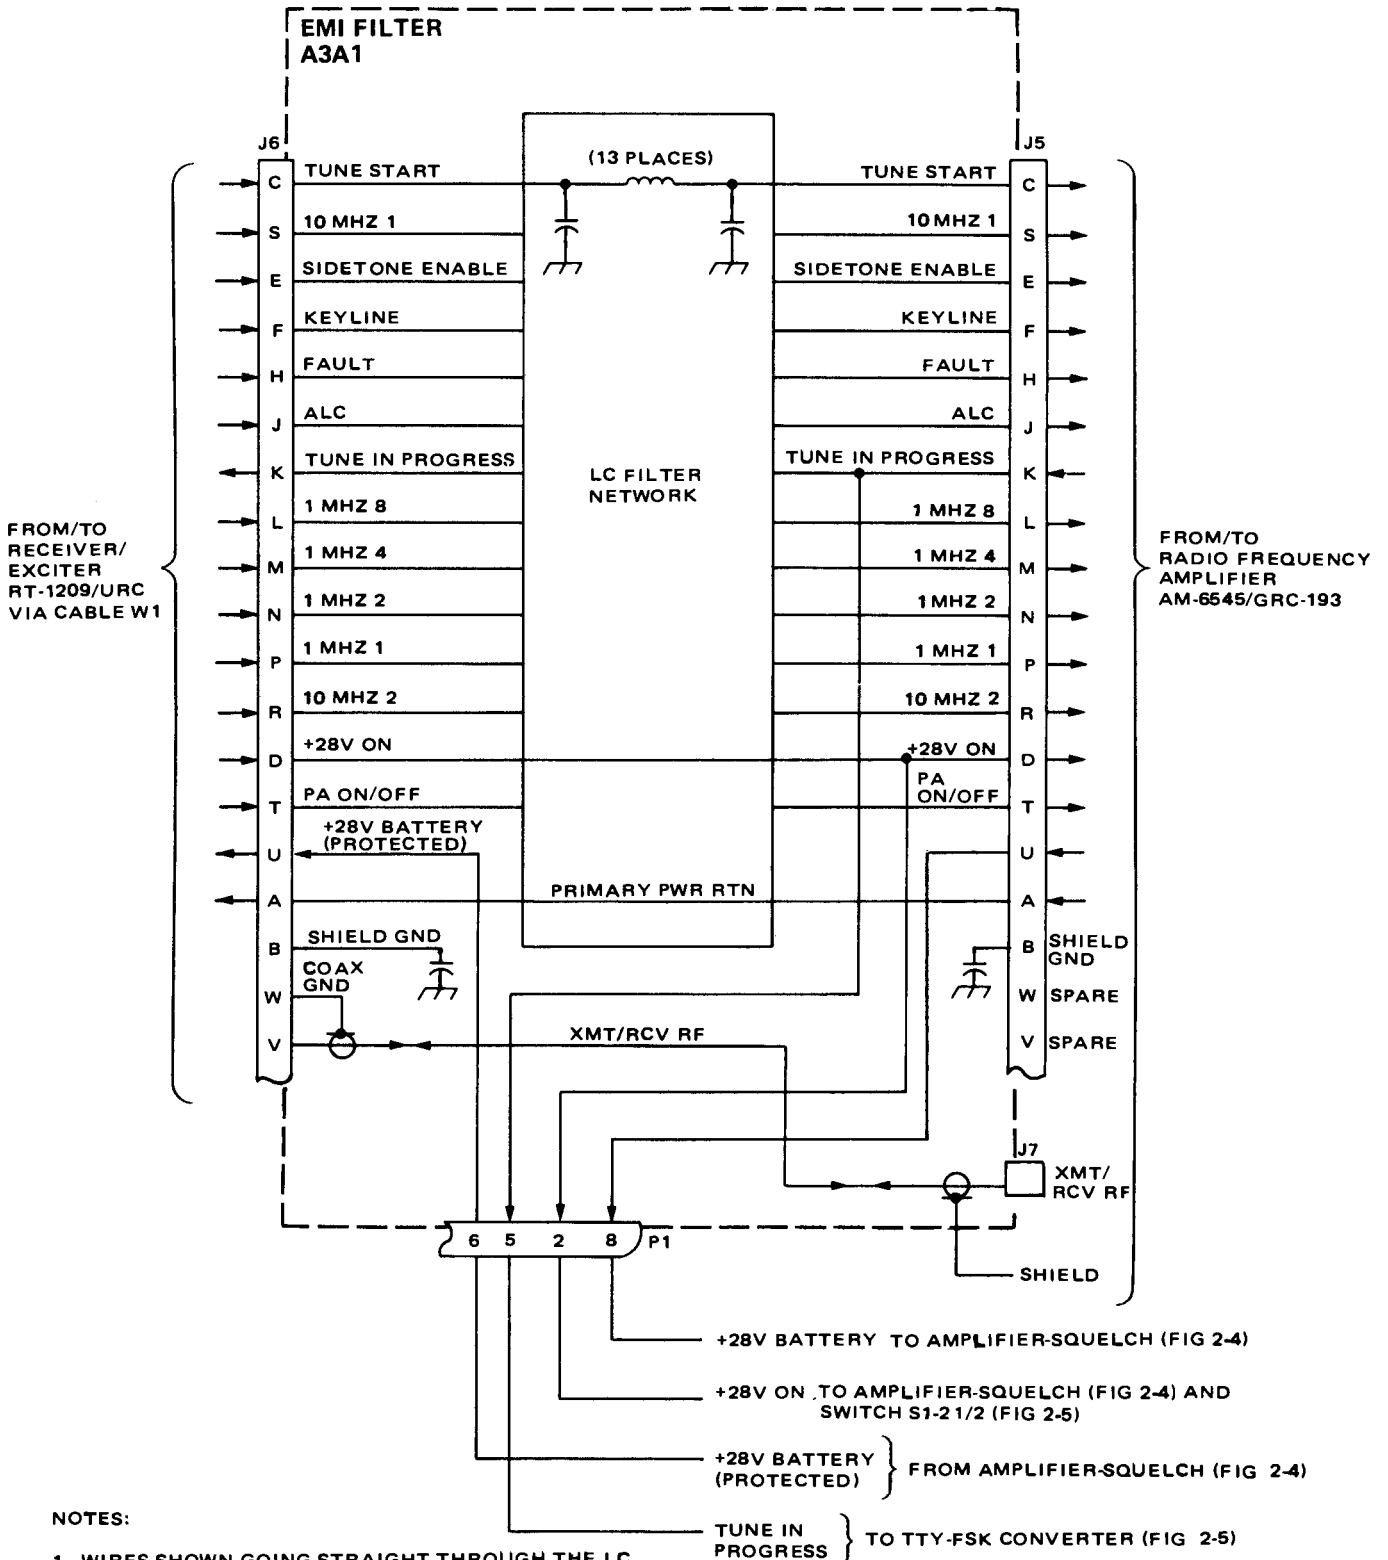 EMI FILTER
A3A1
J6
J5
(13 PLACES)
C
TUNE START
TUNE START
C
S
10 MHZ 1
10 MHZ 1
S
E
SIDETONE ENABLE
SIDETONE ENABLE
E
F
KEYLINE
KEYLINE
F
H
FAULT
FAULT
H
J
ALC
ALC
J
K
TUNE IN PROGRESS
TUNE IN PROGRESS
K
LC FILTER
NETWORK
L
1 MHZ 8
1 MHZ 8
L
M
1 MHZ 4
1 MHZ 4
M
N
1 MHZ 2
1 MHZ 2
N
P
1 MHZ 1
1 MHZ 1
P
R
10 MHZ 2
10 MHZ 2
R
D
+28V ON
+28V ON
D
T
PA ON/OFF
PA
ON/OFF
T
U
+28V BATTERY
(PROTECTED)
U
A
PRIMARY PWR RTN
A
B
SHIELD GND
B
SHIELD
GND
W
COAX
GND
W
SPARE
V
XMT/RCV RF
V
SPARE
FROM/TO
RECEIVER/
EXCITER
RT-1209/URC
VIA CABLE W1
FROM/TO
RADIO FREQUENCY
AMPLIFIER
AM-6545/GRC-193
J7
XMT/
RCV RF
6 5 2 8
P1
SHIELD
+28V BATTERY TO AMPLIFIER-SQUELCH (FIG 2-4)
+28V ON TO AMPLIFIER-SQUELCH (FIG 2-4) AND
SWITCH S1-2 1/2 (FIG 2-5)
+28V BATTERY
(PROTECTED)
FROM AMPLIFIER-SQUELCH (FIG 2-4)
TUNE IN
PROGRESS
TO TTY-FSK CONVERTER (FIG 2-5)
NOTES:
1. WIRES SHOWN GOING STRAIGHT THROUGH THE LC